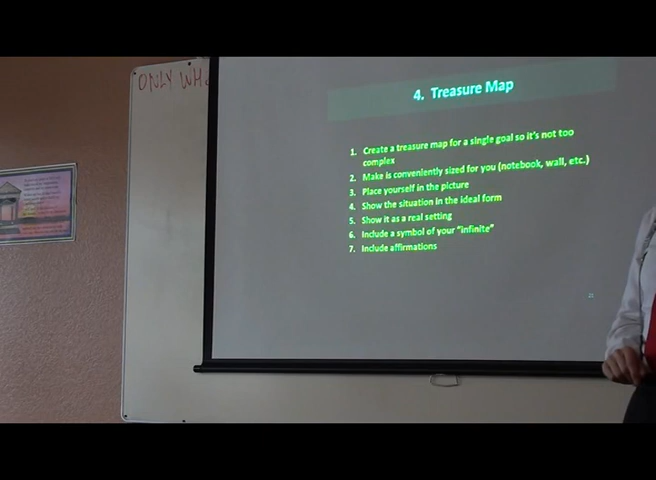 ONLY WH
4. Treasure Map
1. Create a treasure map for a single goal so it's not too
complex
2. Make is conveniently sized for you (notebook, wall, etc.)
3. Place yourself in the picture
4. Show the situation in the ideal form
5. Show it as a real setting
6. Include a symbol of your "infinite"
7. Include affirmations